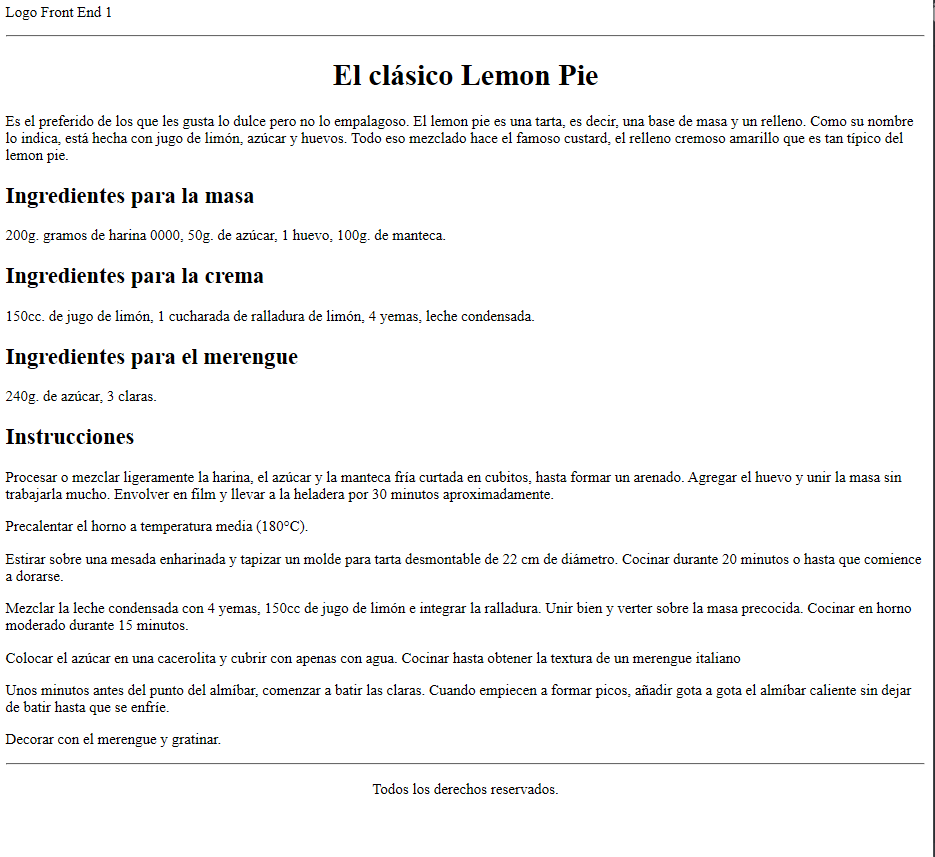 Logo Front End 1
El clásico Lemon Pie
Es el preferido de los que les gusta lo dulce pero no lo empalagoso. El lemon pie es una tarta, es decir, una base de masa y un relleno. Como su nombre
lo indica, está hecha con jugo de limón, azúcar y huevos. Todo eso mezclado hace el famoso custard, el relleno cremoso amarillo que es tan típico del
lemon pie.
Ingredientes para la masa
200g. gramos de harina 0000, 50g. de azúcar, 1 huevo, 100g. de manteca.
Ingredientes para la crema
150cc. de jugo de limón, 1 cucharada de ralladura de limón, 4 yemas, leche condensada.
Ingredientes para el merengue
240g. de azúcar, 3 claras.
Instrucciones
Procesar o mezclar ligeramente la harina, el azúcar y la manteca fría curtada en cubitos, hasta formar un arenado. Agregar el huevo y unir la masa sin
trabajarla mucho. Envolver en film y llevar a la heladera por 30 minutos aproximadamente.
Precalentar el horno a temperatura media (180°C).
Estirar sobre una mesada enharinada y tapizar un molde para tarta desmontable de 22 cm de diámetro. Cocinar durante 20 minutos o hasta que comience
a dorarse.
Mezclar la leche condensada con 4 yemas, 150cc de jugo de limón e integrar la ralladura. Unir bien y verter sobre la masa precocida. Cocinar en horno
moderado durante 15 minutos.
Colocar el azúcar en una cacerolita y cubrir con apenas con agua. Cocinar hasta obtener la textura de un merengue italiano
Unos minutos antes del punto del almíbar, comenzar a batir las claras. Cuando empiecen a formar picos, añadir gota a gota el almíbar caliente sin dejar
de batir hasta que se enfríe.
Decorar con el merengue y gratinar.
Todos los derechos reservados.